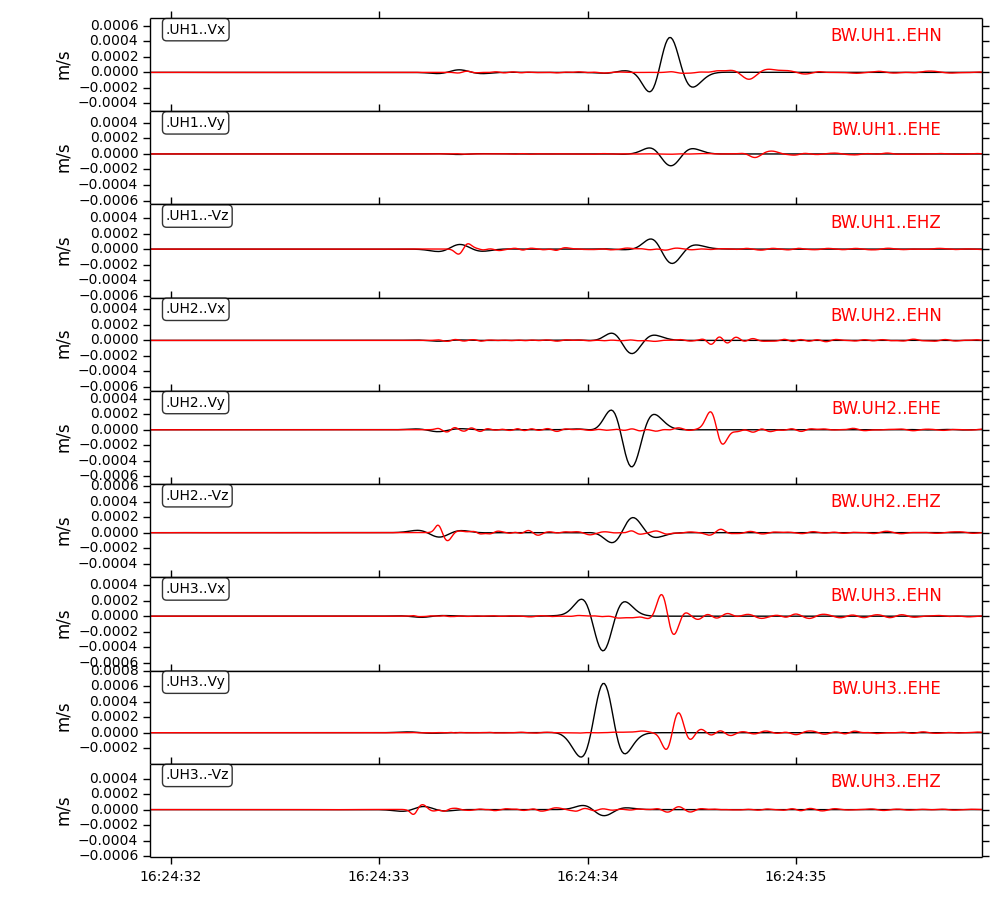 .UH1..Vx
BW.UH1..EHN
0.0006
0.0004
0.0002
0.0000
−0.0002
−0.0004
m/s
.UH1..Vy
BW.UH1..EHE
0.0004
0.0002
0.0000
−0.0002
−0.0004
−0.0006
m/s
.UH1..-Vz
BW.UH1..EHZ
0.0004
0.0002
0.0000
−0.0002
−0.0004
−0.0006
m/s
.UH2..Vx
BW.UH2..EHN
0.0004
0.0002
0.0000
−0.0002
−0.0004
−0.0006
m/s
.UH2..Vy
BW.UH2..EHE
0.0004
0.0002
0.0000
−0.0002
−0.0004
−0.0006
m/s
.UH2..-Vz
BW.UH2..EHZ
0.0006
0.0004
0.0002
0.0000
−0.0002
−0.0004
m/s
.UH3..Vx
BW.UH3..EHN
0.0004
0.0002
0.0000
−0.0002
−0.0004
−0.0006
m/s
.UH3..Vy
BW.UH3..EHE
0.0008
0.0006
0.0004
0.0002
0.0000
−0.0002
m/s
.UH3..-Vz
BW.UH3..EHZ
0.0004
0.0002
0.0000
−0.0002
−0.0004
−0.0006
m/s
16:24:32
16:24:33
16:24:34
16:24:35